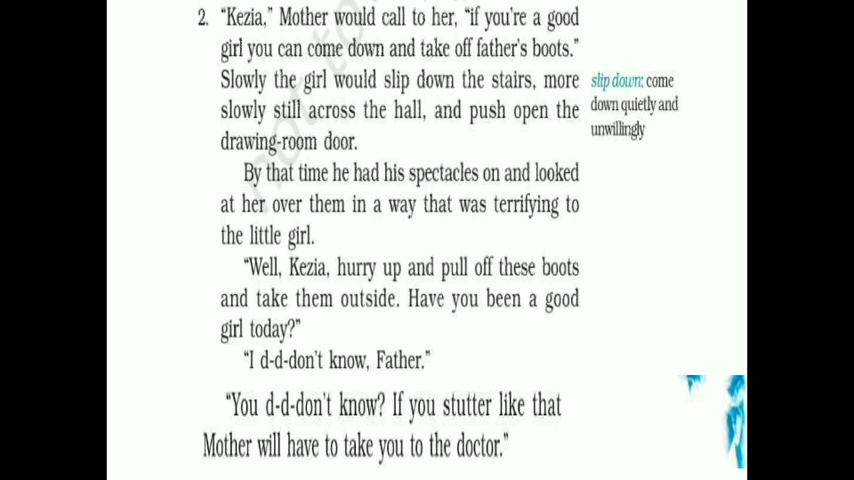 2. “Kezia,” Mother would call to her, “if you're a good
girl you can come down and take off father's boots.”
Slowly the girl would slip down the stairs, more
slowly still across the hall, and push open the
drawing-room door.
slip down: come
down quietly and
unwillingly
By that time he had his spectacles on and looked
at her over them in a way that was terrifying to
the little girl.
“Well, Kezia, hurry up and pull off these boots
and take them outside. Have you been a good
girl today?”
“I d-d-don't know, Father.”
“You d-d-don't know? If you stutter like that
Mother will have to take you to the doctor.”
not to